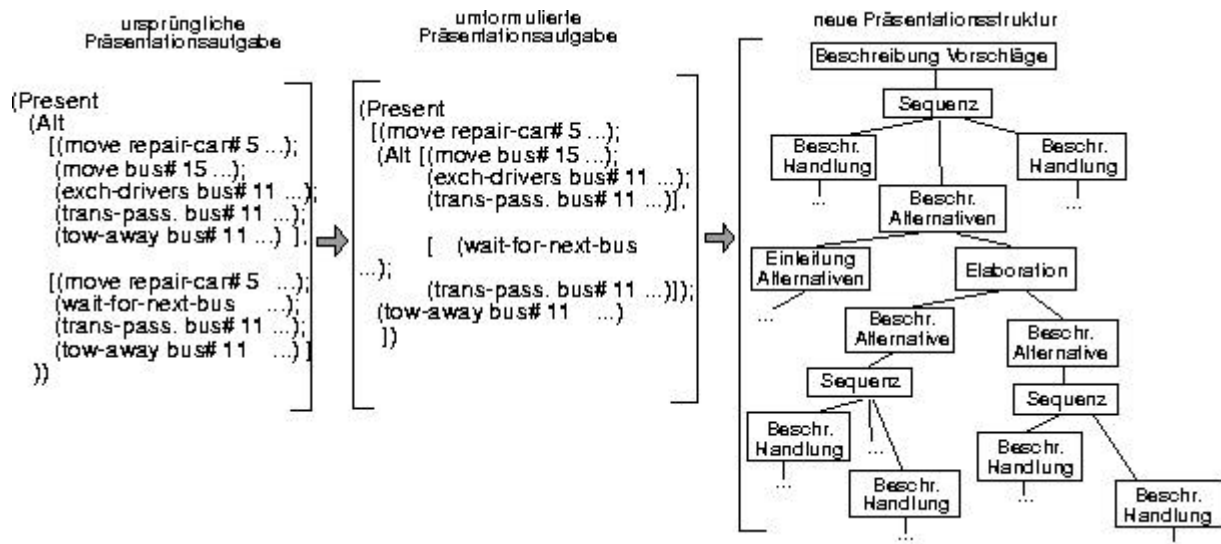 ursprüngliche
Präsentationsaufgabe
(Present
(Alt
[(move repair-car# 5 ...);
(move bus# 15 ...);
(exch-drivers bus# 11 ...);
(trans-pass. bus# 11 ...);
(tow-away bus# 11 ...) ],
[(move repair-car# 5 ...);
(wait-for-next-bus ...);
(trans-pass. bus# 11 ...);
(tow-away bus# 11 ...) ]
))
umformulierte
Präsentationsaufgabe
(Present
[(move repair-car# 5 ...);
(Alt [(move bus# 15 ...);
(exch-drivers bus# 11 ...);
(trans-pass. bus# 11 ...)],
[ (wait-for-next-bus
...);
(trans-pass. bus# 11 ...)]);
(tow-away bus# 11 ...)
])
neue Präsentationsstruktur
Beschreibung Vorschläge
Sequenz
Beschr.
Handlung
...
Beschr.
Handlung
...
Beschr.
Alternativen
Einleitung
Alternativen
...
Elaboration
Beschr.
Alternative
Beschr.
Alternative
Sequenz
Sequenz
Beschr.
Handlung
...
...
Beschr.
Handlung
...
Beschr.
Handlung
...
Beschr.
Handlung